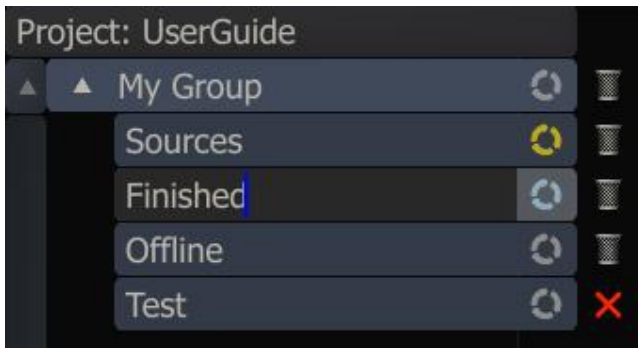 Project: UserGuide
My Group
Sources
Finished
Offline
Test